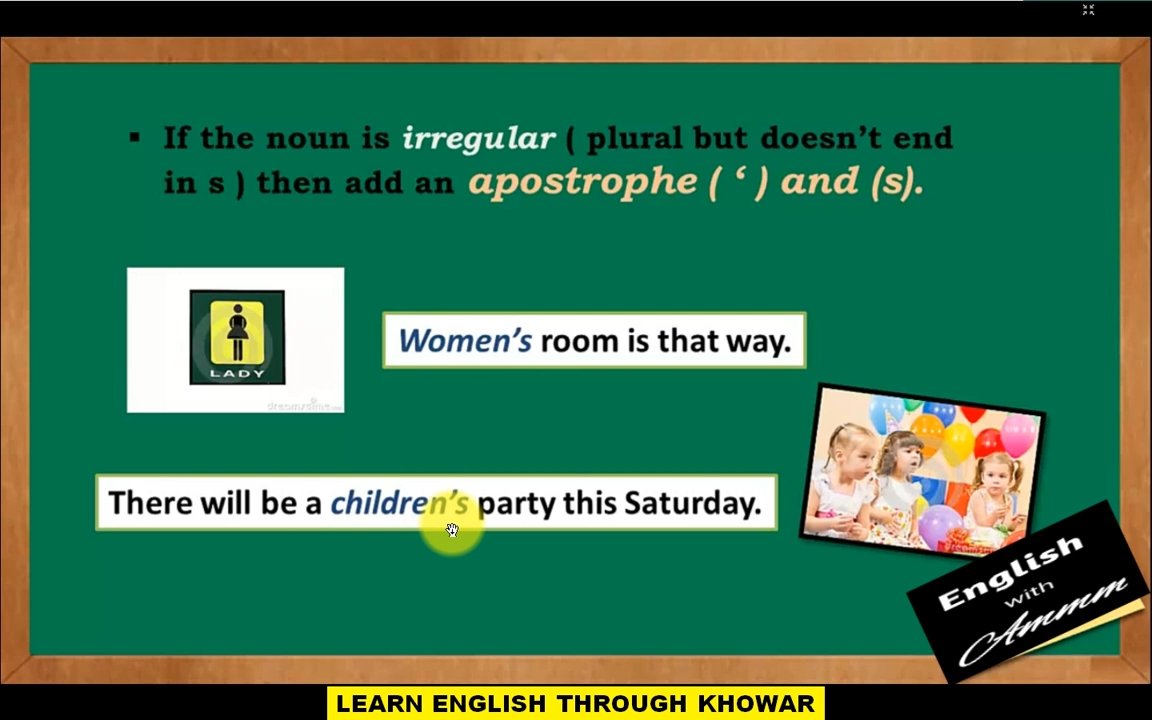 ▪ If the noun is irregular ( plural but doesn’t end
in s ) then add an apostrophe ( ‘ ) and (s).
LADY
Women’s room is that way.
There will be a children’s party this Saturday.
English
with
Ammm
LEARN ENGLISH THROUGH KHOWAR